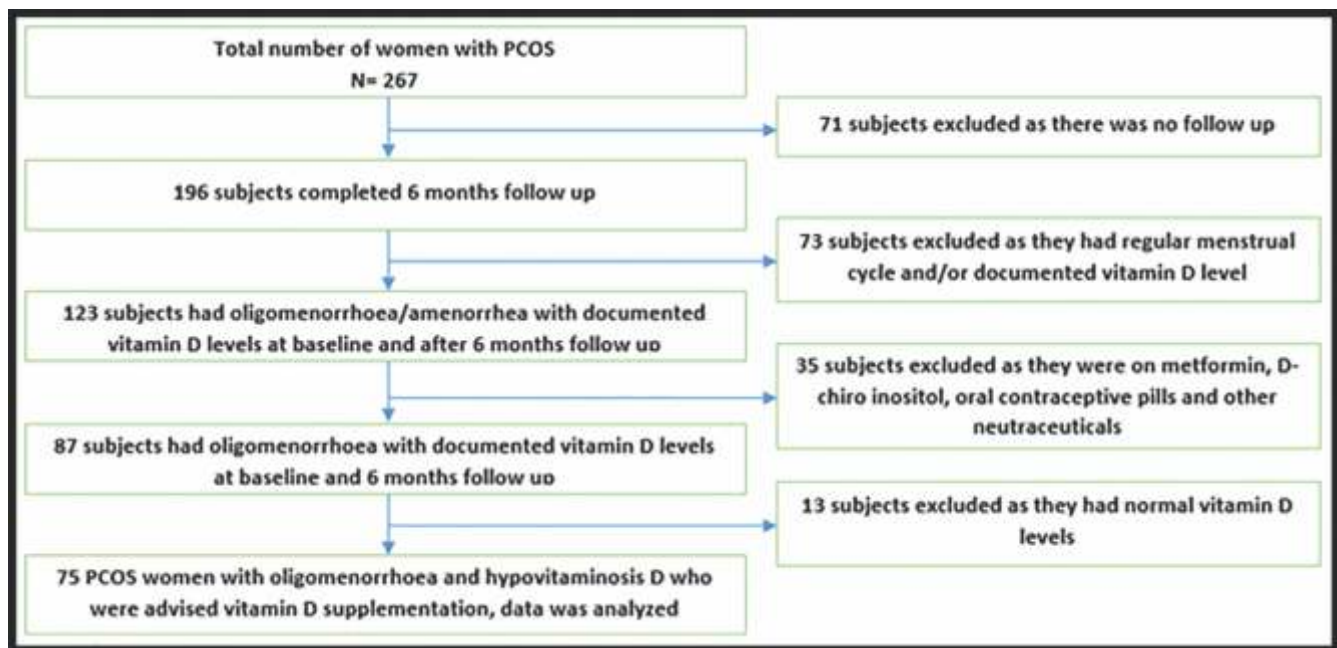 Total number of women with PCOS
N= 267
71 subjects excluded as there was no follow up
196 subjects completed 6 months follow up
73 subjects excluded as they had regular menstrual
cycle and/or documented vitamin D level
123 subjects had oligomenorrhoea/amenorrhea with documented
vitamin D levels at baseline and after 6 months follow up
35 subjects excluded as they were on metformin, D-
chiro inositol, oral contraceptive pills and other
neutraceuticals
87 subjects had oligomenorrhoea with documented vitamin D levels
at baseline and 6 months follow up
13 subjects excluded as they had normal vitamin D
levels
75 PCOS women with oligomenorrhoea and hypovitaminosis D who
were advised vitamin D supplementation, data was analyzed